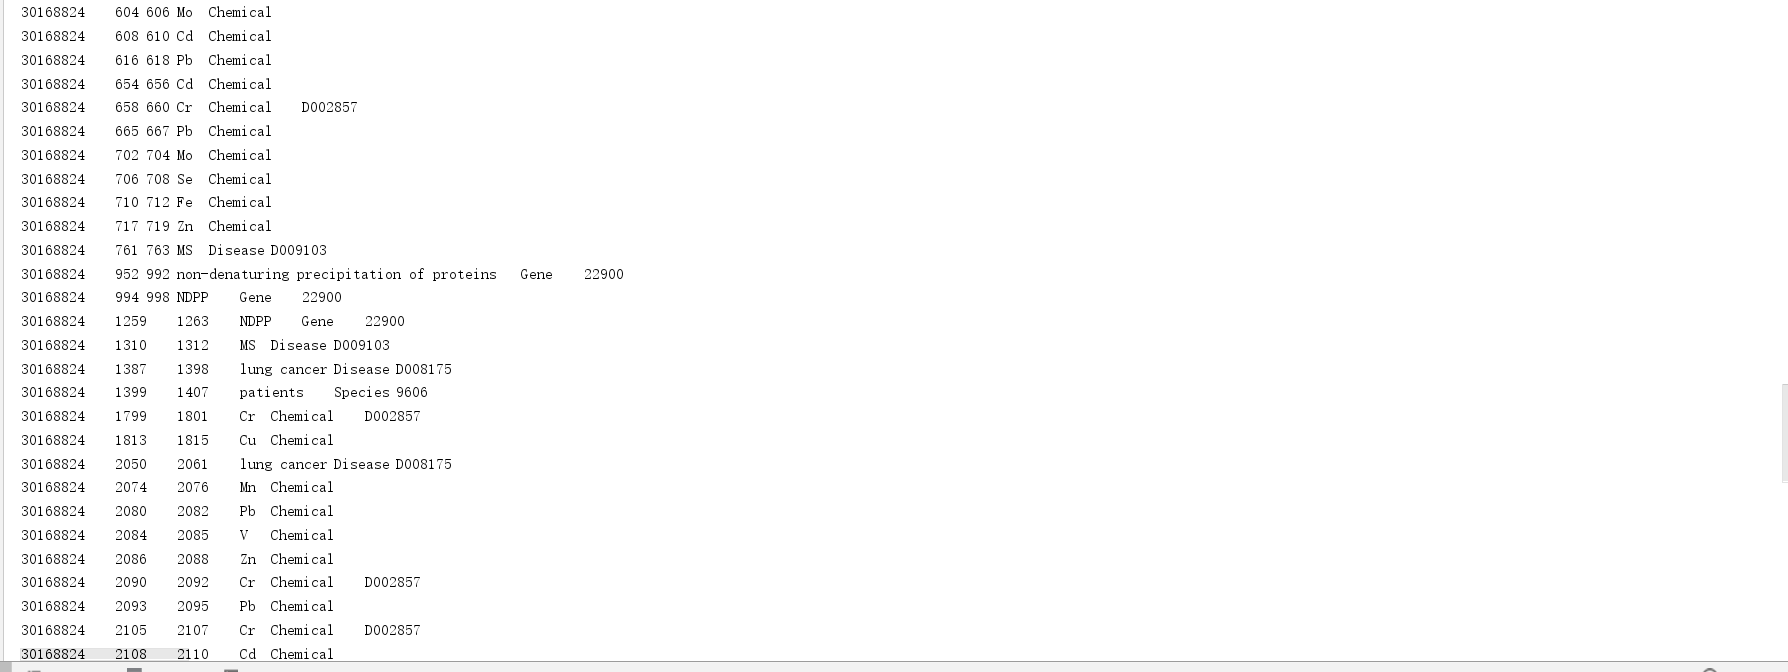 30168824 604 606 Mo Chemical
30168824 608 610 Cd Chemical
30168824 616 618 Pb Chemical
30168824 654 656 Cd Chemical
30168824 658 660 Cr Chemical D002857
30168824 665 667 Pb Chemical
30168824 702 704 Mo Chemical
30168824 706 708 Se Chemical
30168824 710 712 Fe Chemical
30168824 717 719 Zn Chemical
30168824 761 763 MS Disease D009103
30168824 952 992 non-denaturing precipitation of proteins Gene 22900
30168824 994 998 NDPP Gene 22900
30168824 1259 1263 NDPP Gene 22900
30168824 1310 1312 MS Disease D009103
30168824 1387 1398 lung cancer Disease D008175
30168824 1399 1407 patients Species 9606
30168824 1799 1801 Cr Chemical D002857
30168824 1813 1815 Cu Chemical
30168824 2050 2061 lung cancer Disease D008175
30168824 2074 2076 Mn Chemical
30168824 2080 2082 Pb Chemical
30168824 2084 2085 V Chemical
30168824 2086 2088 Zn Chemical
30168824 2090 2092 Cr Chemical D002857
30168824 2093 2095 Pb Chemical
30168824 2105 2107 Cr Chemical D002857
30168824 2108 2110 Cd Chemical